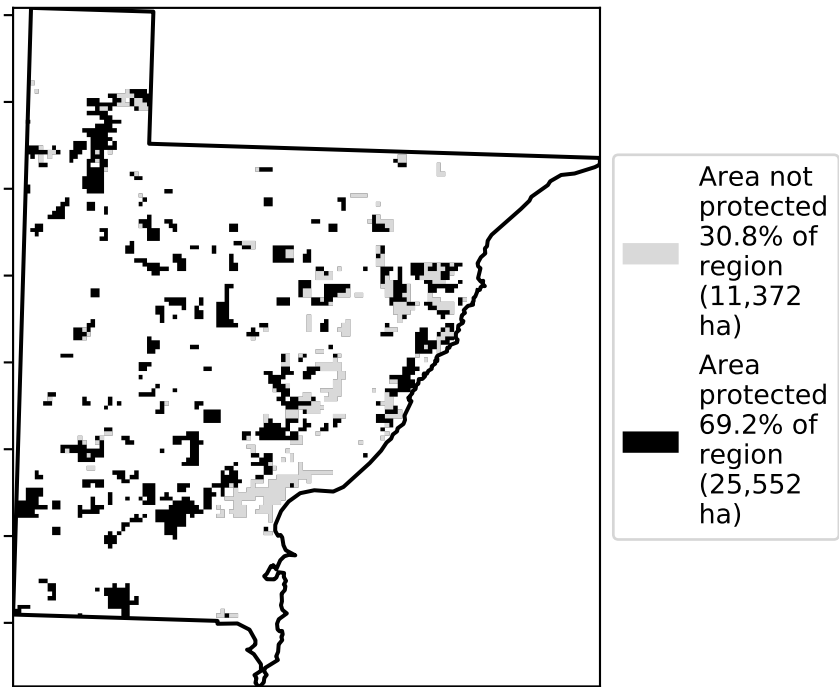 Area not
protected
30.8% of
region
(11,372
ha)
Area
protected
69.2% of
region
(25,552
ha)